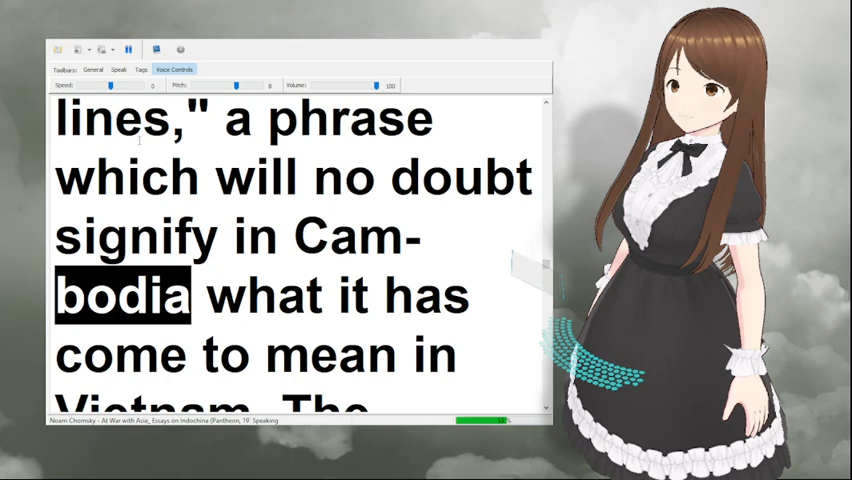 Toolbars: General Speak Tags Voice Controls
Speed: 0 Pitch: 8 Volume: 100
lines," a phrase
which will no doubt
signify in Cam-
bodia what it has
come to mean in
Vietnam. The
Noam Chomsky - At War with Asia_ Essays on Indochina (Pantheon, 19 Speaking